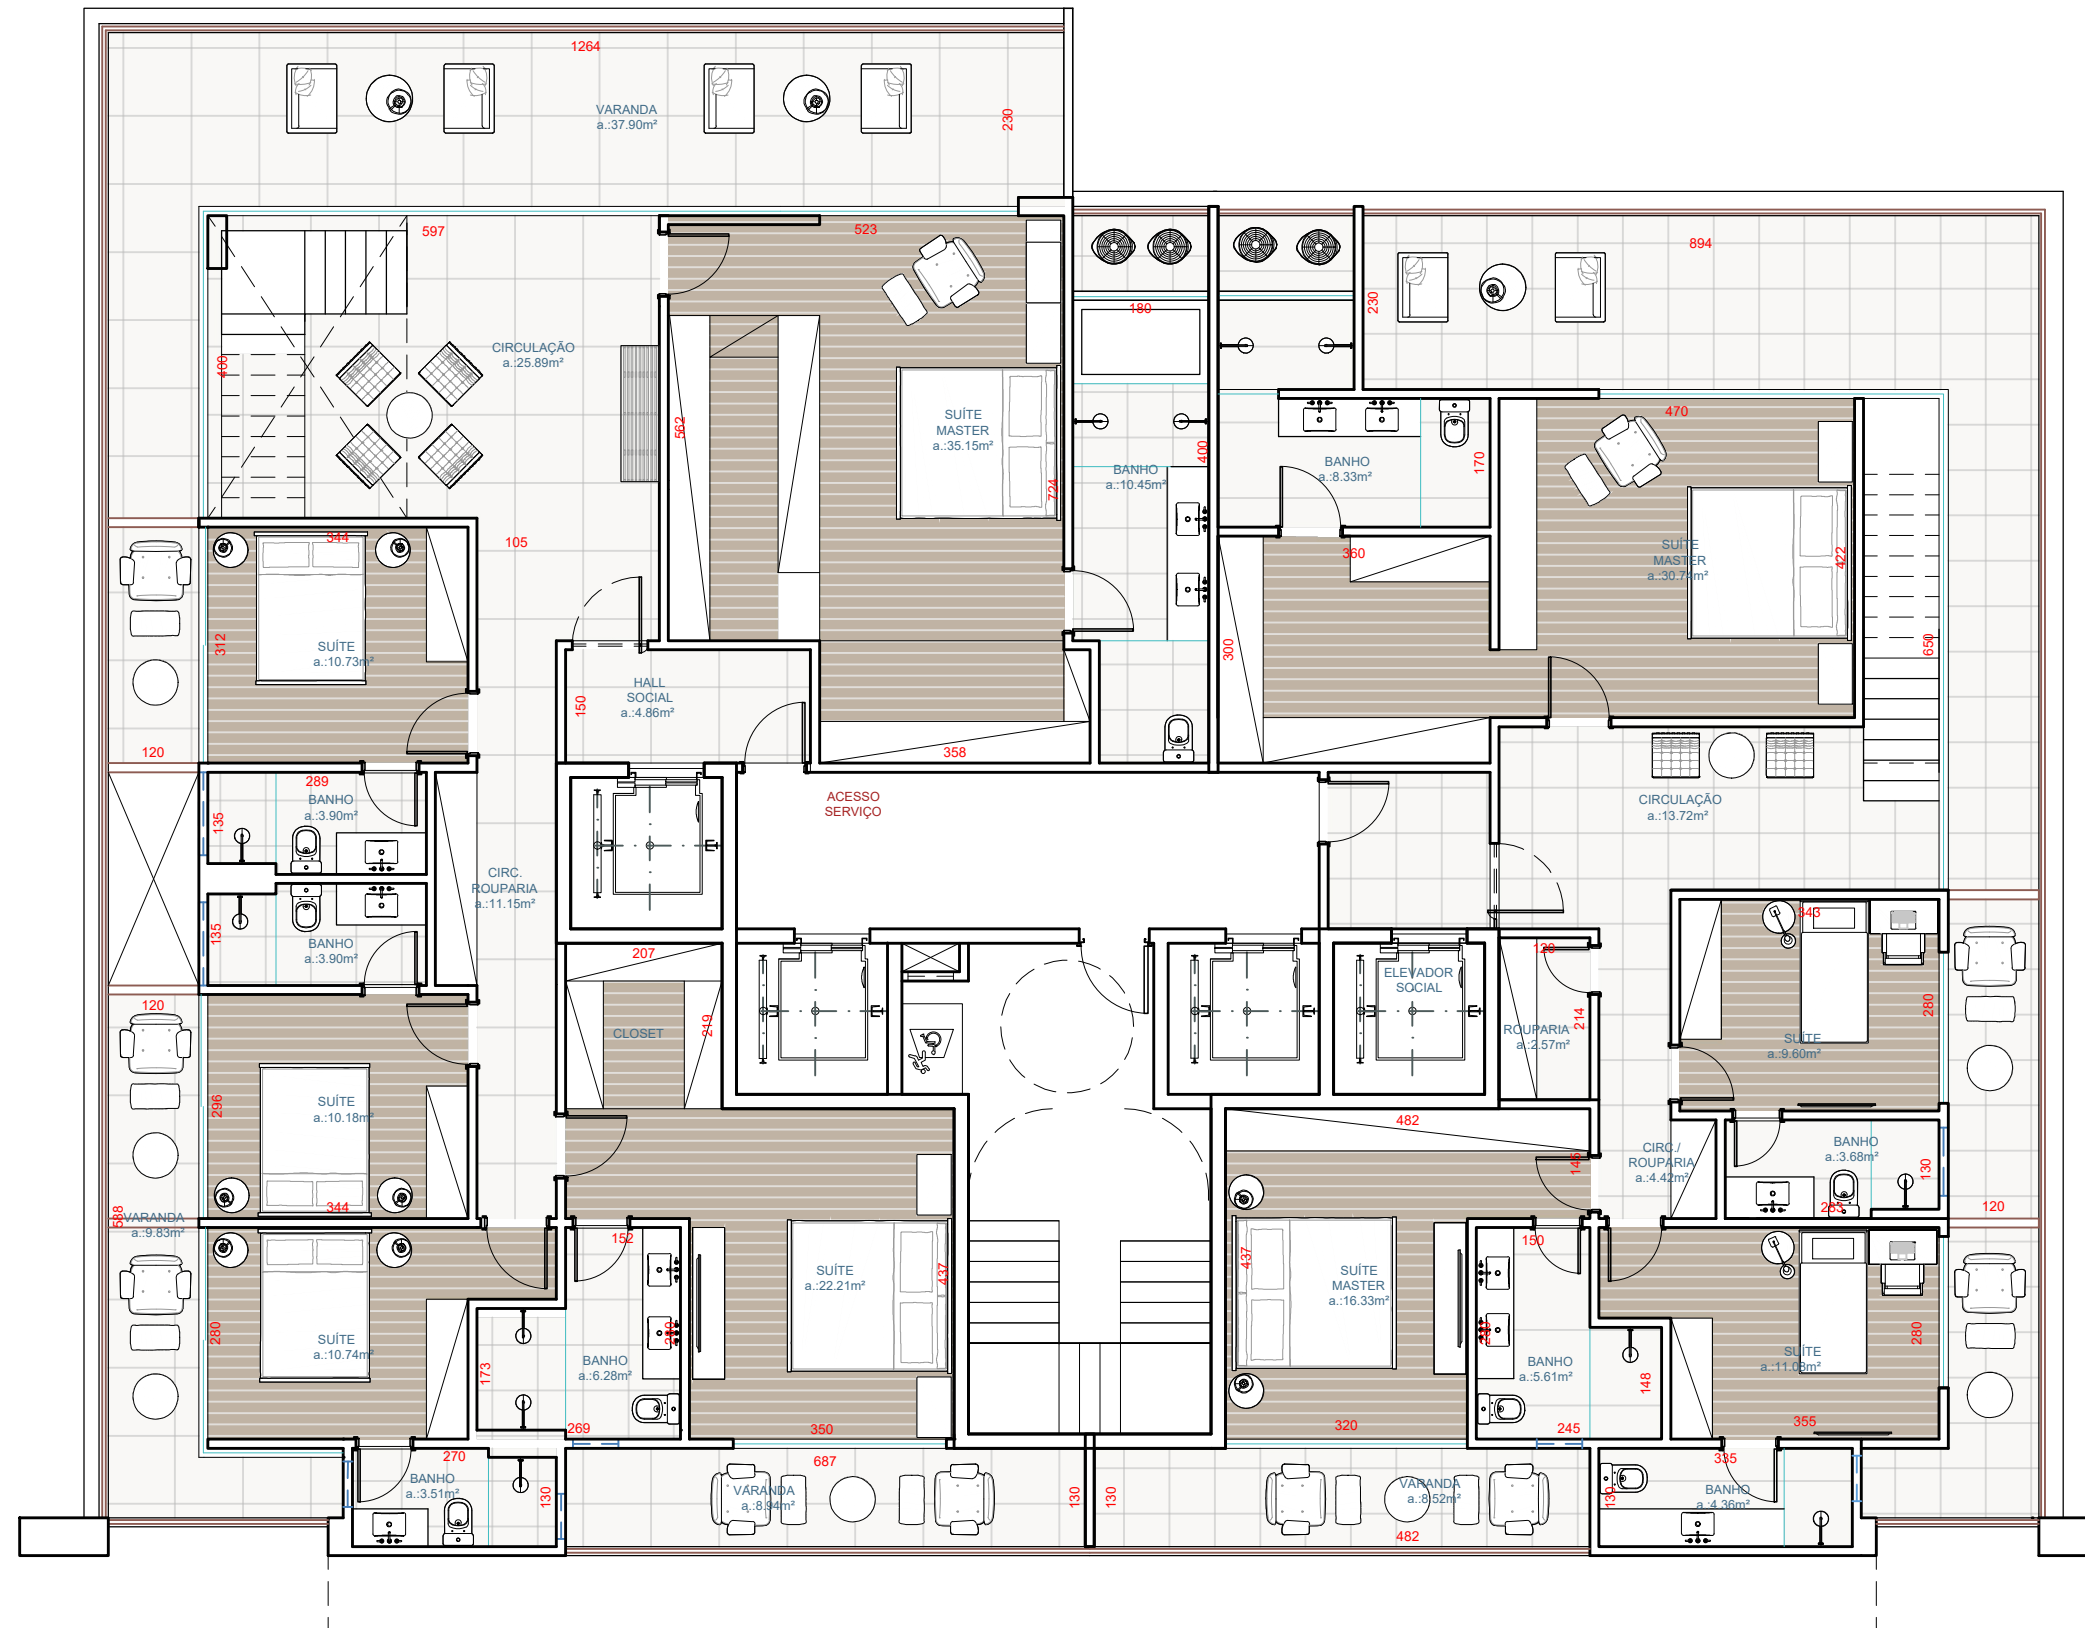 1264
VARANDA
a.:37.90m²
230
597
523
894
230
180
CIRCULAÇÃO
a.:25.89m²
400
562
SUÍTE
MASTER
a.:35.15m²
724
BANHO
a.:10.45m²
400
BANHO
a.:8.33m²
170
470
SUÍTE
MASTER
a.:30.74m²
422
344
105
360
312
SUÍTE
a.:10.73m²
300
650
HALL
SOCIAL
a.:4.86m²
150
120
358
289
BANHO
a.:3.90m²
135
ACESSO
SERVIÇO
CIRCULAÇÃO
a.:13.72m²
CIRC.
ROUPARIA
a.:11.15m²
135
BANHO
a.:3.90m²
343
207
120
ELEVADOR
SOCIAL
120
219
CLOSET
214
ROUPARIA
a.:2.57m²
280
SUÍTE
a.:9.60m²
296
SUÍTE
a.:10.18m²
482
145
CIRC./
ROUPARIA
a.:4.42m²
BANHO
a.:3.68m²
130
283
120
344
588
VARANDA
a.:9.83m²
152
150
437
SUÍTE
a.:22.21m²
437
SUÍTE
MASTER
a.:16.33m²
280
SUÍTE
a.:10.74m²
280
280
280
SUÍTE
a.:11.08m²
173
BANHO
a.:6.28m²
BANHO
a.:5.61m²
148
269
350
320
245
355
270
BANHO
a.:3.51m²
130
687
VARANDA
a.:8.94m²
130
130
VARANDA
a.:8.52m²
482
335
130
BANHO
a.:4.36m²